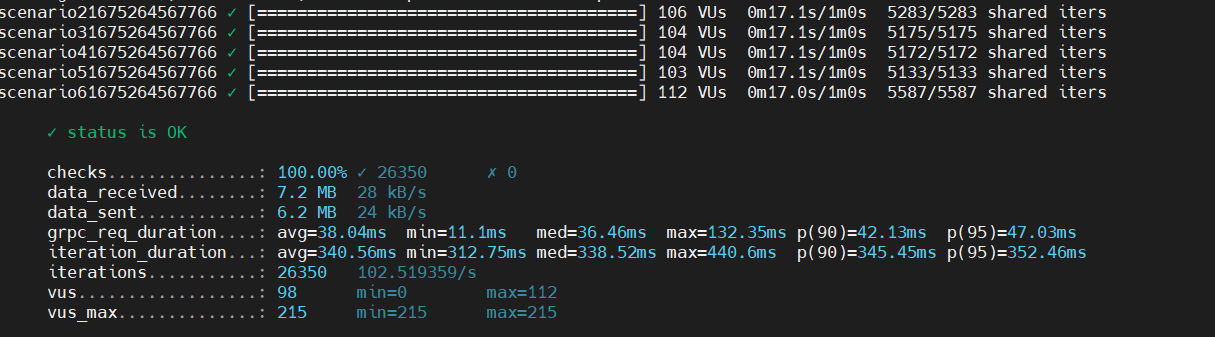 scenario21675264567766 ✓ [======================================] 106 VUs  0m17.1s/1m0s  5283/5283 shared iters
scenario31675264567766 ✓ [======================================] 104 VUs  0m17.1s/1m0s  5175/5175 shared iters
scenario41675264567766 ✓ [======================================] 104 VUs  0m17.1s/1m0s  5172/5172 shared iters
scenario51675264567766 ✓ [======================================] 103 VUs  0m17.1s/1m0s  5133/5133 shared iters
scenario61675264567766 ✓ [======================================] 112 VUs  0m17.0s/1m0s  5587/5587 shared iters
✓ status is OK
checks...............: 100.00% ✓ 26350      ✗ 0
data_received........: 7.2 MB  28 kB/s
data_sent............: 6.2 MB  24 kB/s
grpc_req_duration....: avg=38.04ms  min=11.1ms   med=36.46ms  max=132.35ms p(90)=42.13ms  p(95)=47.03ms
iteration_duration...: avg=340.56ms min=312.75ms med=338.52ms max=440.6ms  p(90)=345.45ms p(95)=352.46ms
iterations...........: 26350   102.519359/s
vus..................: 98      min=0        max=112
vus_max..............: 215     min=215      max=215